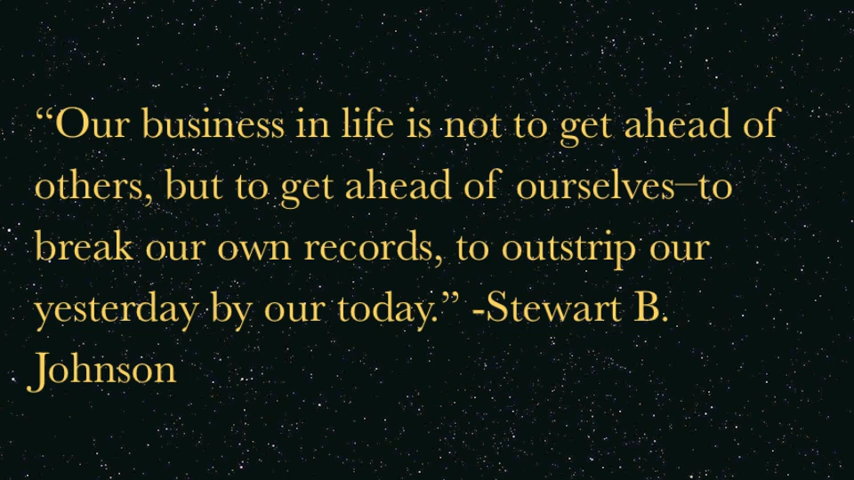 “Our business in life is not to get ahead of
others, but to get ahead of ourselves–to
break our own records, to outstrip our
yesterday by our today.” -Stewart B.
Johnson